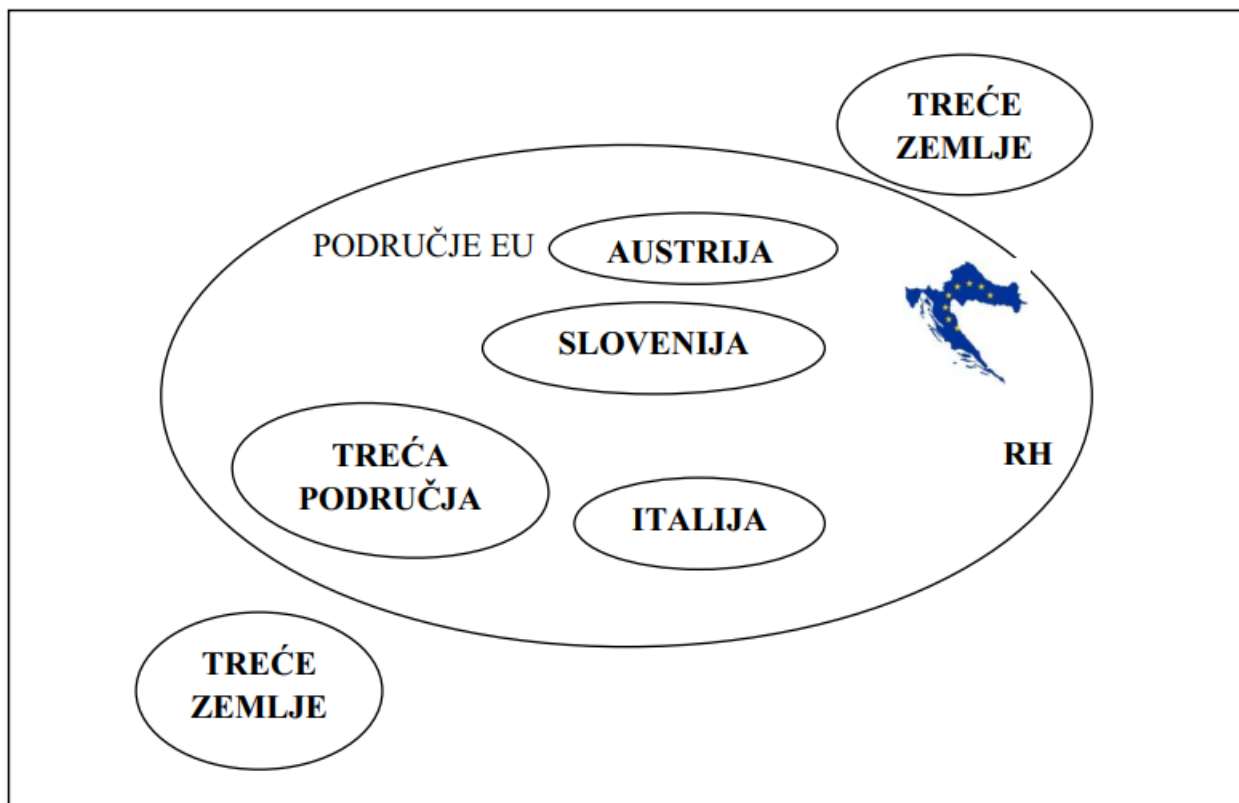 TREĆE
ZEMLJE
PODRUČJE EU
AUSTRIJA
SLOVENIJA
TREĆA
PODRUČJA
RH
ITALIJA
TREĆE
ZEMLJE